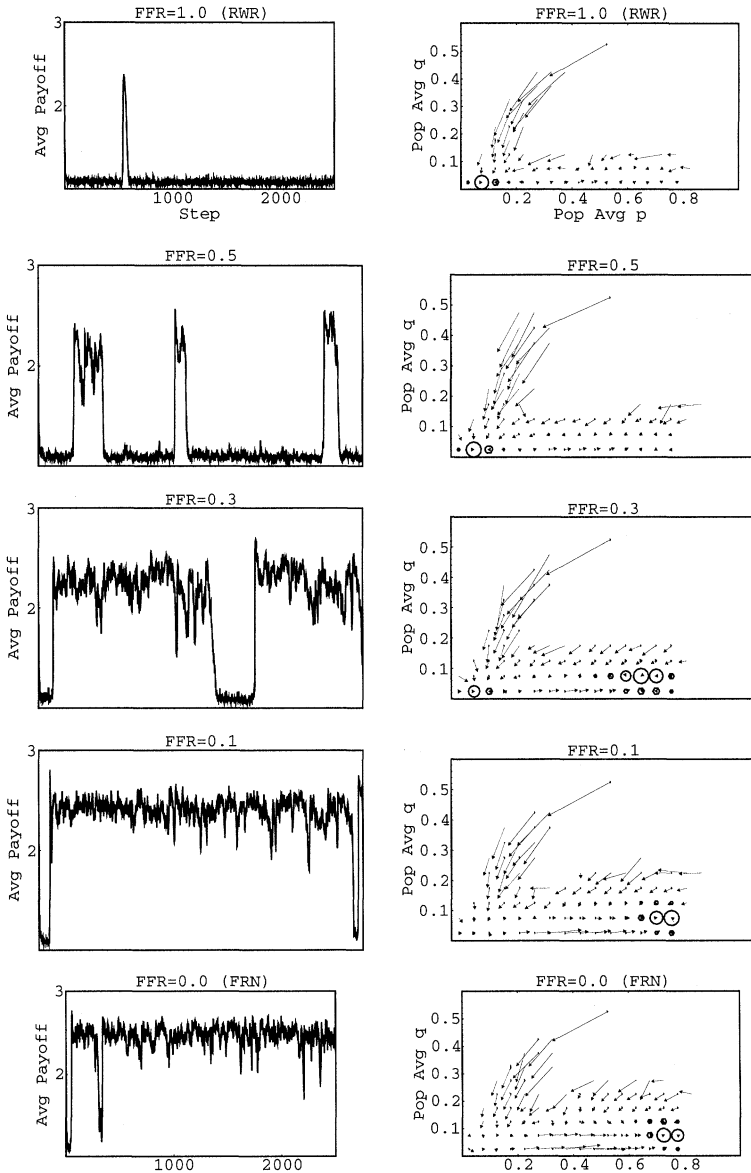 FFR=1.0 (RWR)
3
2
Avg Payoff
1000 2000
Step
FFR=1.0 (RWR)
0.5
0.4
0.3
0.2
0.1
Pop Avg q
0.2 0.4 0.6 0.8
Pop Avg p
FFR=0.5
3
2
Avg Payoff
FFR=0.5
0.5
0.4
0.3
0.2
0.1
Pop Avg q
FFR=0.3
3
2
Avg Payoff
FFR=0.3
0.5
0.4
0.3
0.2
0.1
Pop Avg q
FFR=0.1
3
2
Avg Payoff
FFR=0.1
0.5
0.4
0.3
0.2
0.1
Pop Avg q
FFR=0.0 (FRN)
3
2
Avg Payoff
1000 2000
FFR=0.0 (FRN)
0.5
0.4
0.3
0.2
0.1
Pop Avg q
0.2 0.4 0.6 0.8
Pop Avg p